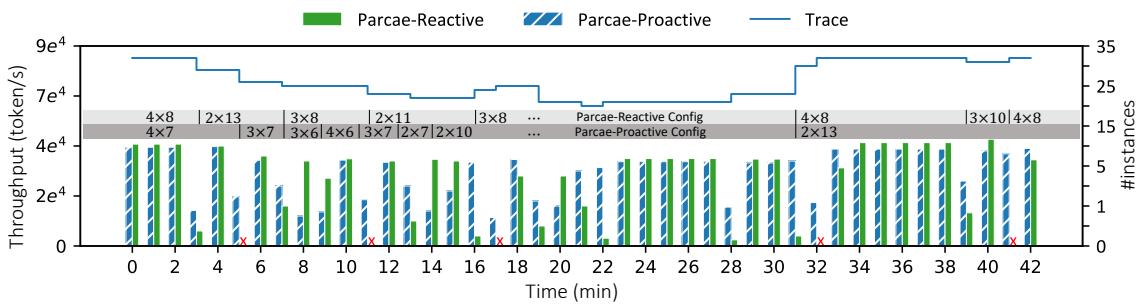 Parcae-Reactive Parcae-Proactive Trace
9e⁴ 35
7e⁴ 25
4×8 2×13 3×8 2×11 3×8 ... Parcae-Reactive Config 4×8 3×10 4×8
4×7 3×7 3×6 4×6 3×7 2×7 2×10 ... Parcae-Proactive Config 2×13
4e⁴ 15
5
2e⁴ 1
x x x x x
0 0
0 2 4 6 8 10 12 14 16 18 20 22 24 26 28 30 32 34 36 38 40 42
Time (min)
Throughput (token/s)
#instances